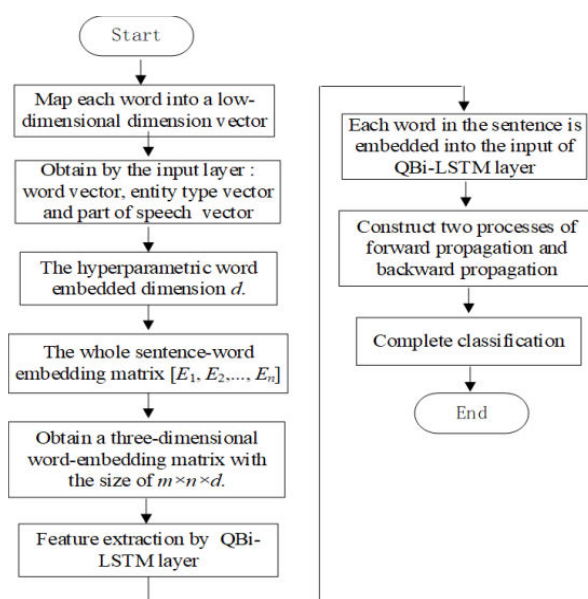 Start
Map each word into a low-
dimensional dimension vector
Obtain by the input layer :
word vector, entity type vector
and part of speech vector
The hyperparametric word
embedded dimension d.
The whole sentence-word
embedding matrix [E₁, E₂,..., Eₙ]
Obtain a three-dimensional
word-embedding matrix with
the size of m×n×d.
Feature extraction by QBi-
LSTM layer
Each word in the sentence is
embedded into the input of
QBi-LSTM layer
Construct two processes of
forward propagation and
backward propagation
Complete classification
End